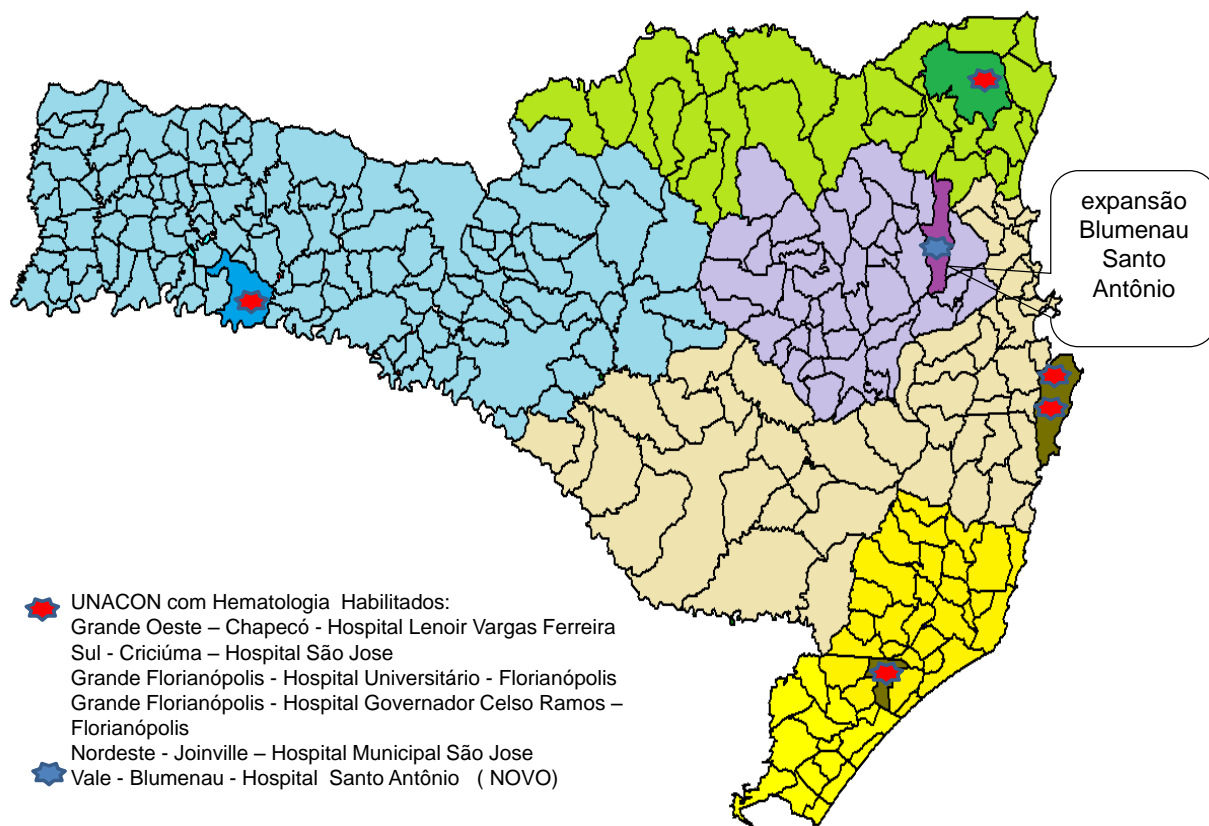 expansão
Blumenau
Santo
Antônio
UNACON com Hematologia Habilitados:
Grande Oeste – Chapecó - Hospital Lenoir Vargas Ferreira
Sul - Criciúma – Hospital São Jose
Grande Florianópolis - Hospital Universitário - Florianópolis
Grande Florianópolis - Hospital Governador Celso Ramos –
Florianópolis
Nordeste - Joinville – Hospital Municipal São Jose
Vale - Blumenau - Hospital Santo Antônio ( NOVO)